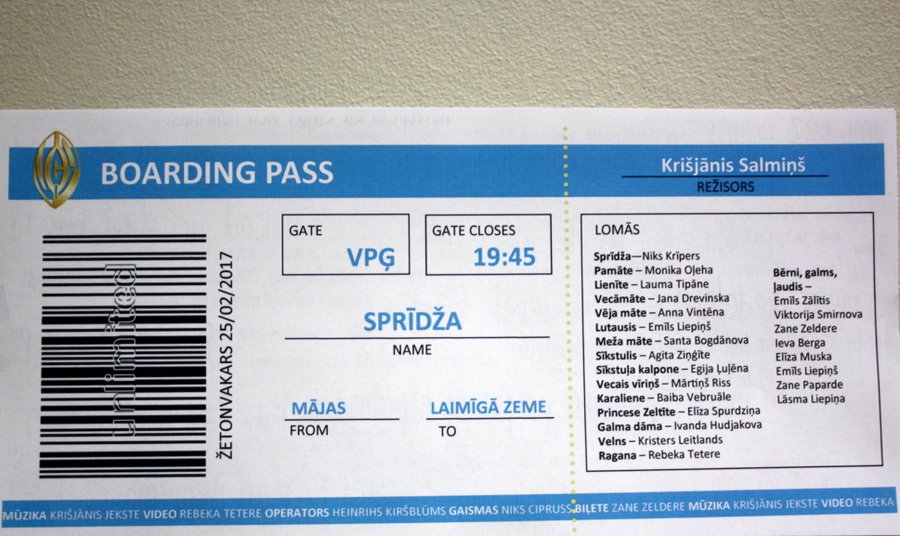 BOARDING PASS
Krišjānis Salmiņš
REŽISORS
unlimited
ŽETONVAKARS 25/02/2017
GATE
VPĢ
GATE CLOSES
19:45
SPRĪDŽA
NAME
MĀJAS
FROM
LAIMĪGĀ ZEME
TO
LOMĀS
Sprīdža—Niks Krīpers
Pamāte – Monika Oļeha
Lienīte – Lauma Tipāne
Vecāmāte – Jana Drevinska
Vēja māte – Anna Vintēna
Lutausis – Emīls Liepiņš
Meža māte – Santa Bogdānova
Sīkstulis – Agita Ziņģīte
Sīkstuļa kalpone – Egija Ļuļēna
Vecais vīriņš – Mārtiņš Riss
Karaliene – Baiba Vebruāle
Princese Zeltīte – Elīza Spurdziņa
Galma dāma – Ivanda Hudjakova
Velns – Kristers Leitlands
Ragana – Rebeka Tetere
Bērni, galms,
ļaudis –
Emīls Zālītis
Viktorija Smirnova
Zane Zeldere
Ieva Berga
Elīza Muska
Emīls Liepiņš
Zane Paparde
Lāsma Liepiņa
MŪZIKA KRIŠJĀNIS JEKSTE VIDEO REBEKA TETERE OPERATORS HEINRIHS KIRŠBLŪMS GAISMAS NIKS CIPRUSS BIĻETE ZANE ZELDERE MŪZIKA KRIŠJĀNIS JEKSTE VIDEO REBEKA